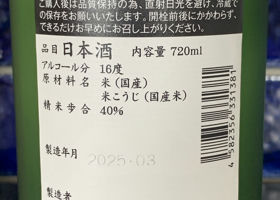 ご購入後は品質保持の為、直射日光を避け、冷蔵で
の保存をお願いいたします。開栓前後にかかわらず、
できるだけお早めにお召し上がりください。
品目 日本酒 内容量 720ml
アルコール分 16度
原材料名 米(国産)
米こうじ(国産米)
精米歩合 40%
製造年月 2025.03
製造者
4582356331381